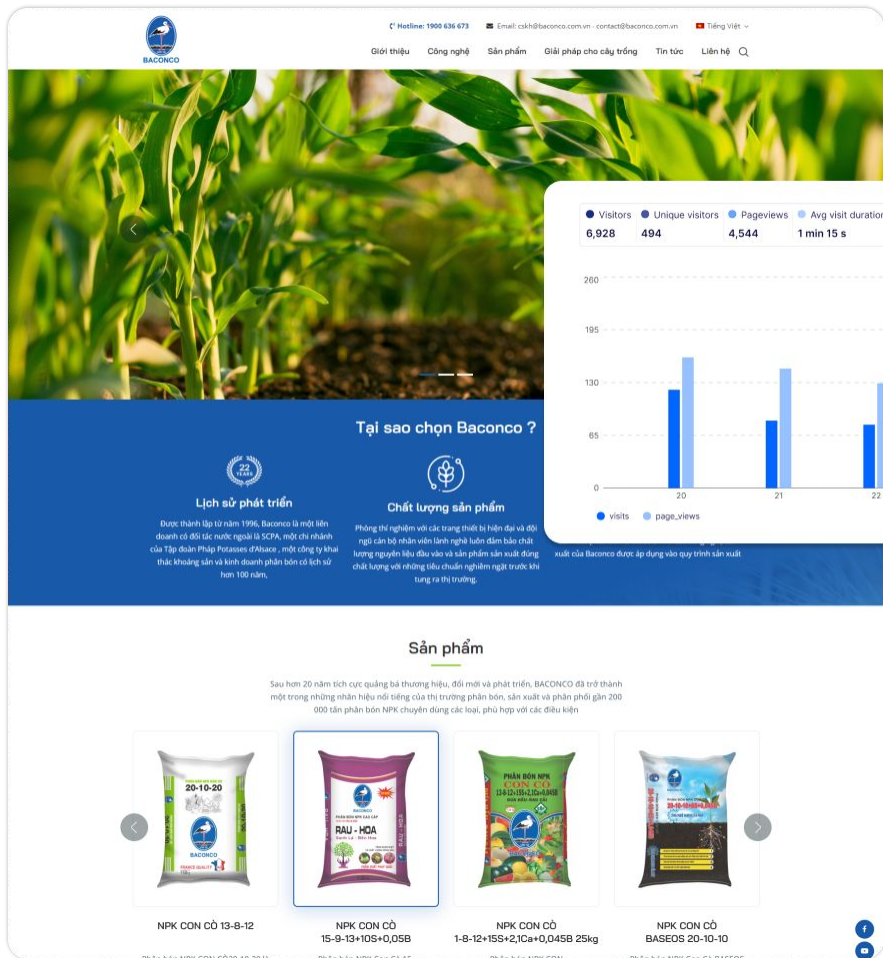 Hotline: 1900 636 673
Email: cskh@baconco.com.vn - contact@baconco.com.vn
Tiếng Việt
BACONCO
Giới thiệu
Công nghệ
Sản phẩm
Giải pháp cho cây trồng
Tin tức
Liên hệ
Visitors
6,928
Unique visitors
494
Pageviews
4,544
Avg visit duration
1 min 15 s
260
195
130
65
0
20
21
22
visits
page_views
Tại sao chọn Baconco ?
22
YEARS
Lịch sử phát triển
Được thành lập từ năm 1996, Baconco là một liên
doanh có đối tác nước ngoài là SCPA, một chi nhánh
của Tập đoàn Pháp Potasses d'Alsace , một công ty khai
thác khoáng sản và kinh doanh phân bón có lịch sử
hơn 100 năm,
Chất lượng sản phẩm
Phòng thí nghiệm với các trang thiết bị hiện đại và đội
ngũ cán bộ nhân viên lành nghề luôn đảm bảo chất
lượng nguyên liệu đầu vào và sản phẩm sản xuất đúng
chất lượng với những tiêu chuẩn nghiêm ngặt trước khi
tung ra thị trường.
xuất của Baconco được áp dụng vào quy trình sản xuất
Sản phẩm
Sau hơn 20 năm tích cực quảng bá thương hiệu, đổi mới và phát triển, BACONCO đã trở thành
một trong những nhãn hiệu nổi tiếng của thị trường phân bón, sản xuất và phân phối gần 200
000 tấn phân bón NPK chuyên dùng các loại, phù hợp với các điều kiện
20-10-20
BACONCO
BACONCO
RAU - HOA
PHÂN BÓN NPK
CON CÒ
NPK CON CÒ 13-8-12
NPK CON CÒ
15-9-13+10S+0,05B
NPK CON CÒ
1-8-12+15S+2,1Ca+0,045B 25kg
NPK CON CÒ
BASEOS 20-10-10